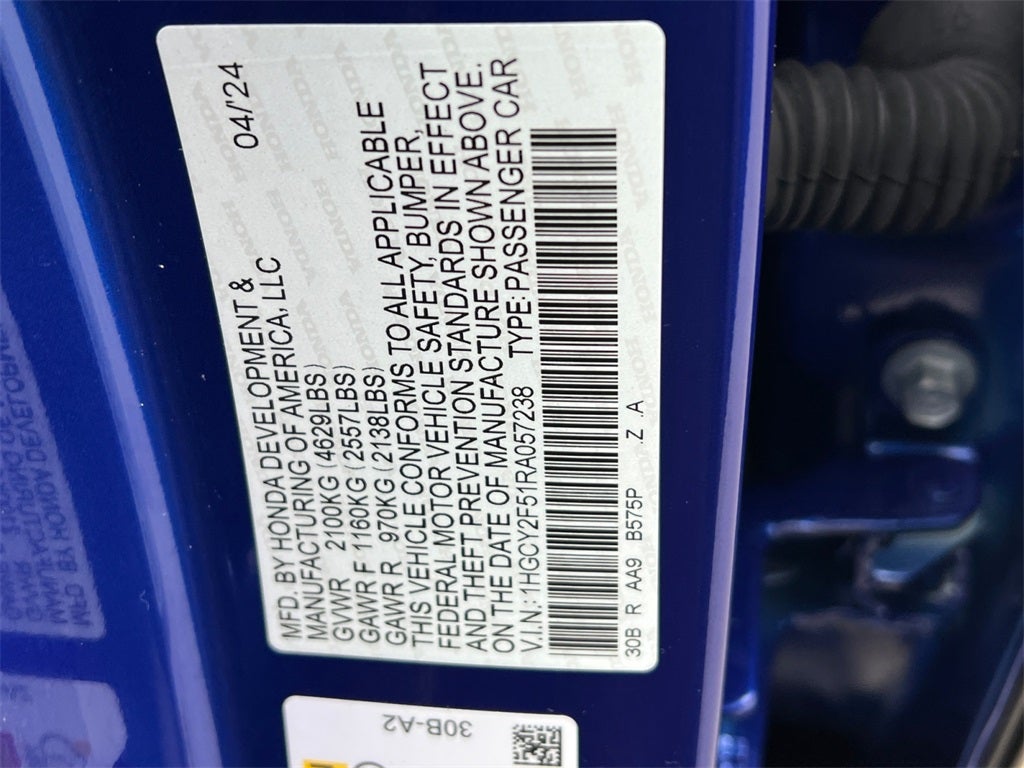 MFD. BY HONDA DEVELOPMENT &
MANUFACTURING OF AMERICA, LLC 04/'24
GVWR 2100KG (4629LBS)
GAWR F 1160KG (2557LBS)
GAWR R 970KG (2138LBS)
THIS VEHICLE CONFORMS TO ALL APPLICABLE
FEDERAL MOTOR VEHICLE SAFETY, BUMPER,
AND THEFT PREVENTION STANDARDS IN EFFECT
ON THE DATE OF MANUFACTURE SHOWN ABOVE.
V.I.N.: 1HGCY2F51RA057238 TYPE: PASSENGER CAR
30B R AA9 B575P .Z .A
30B-A2